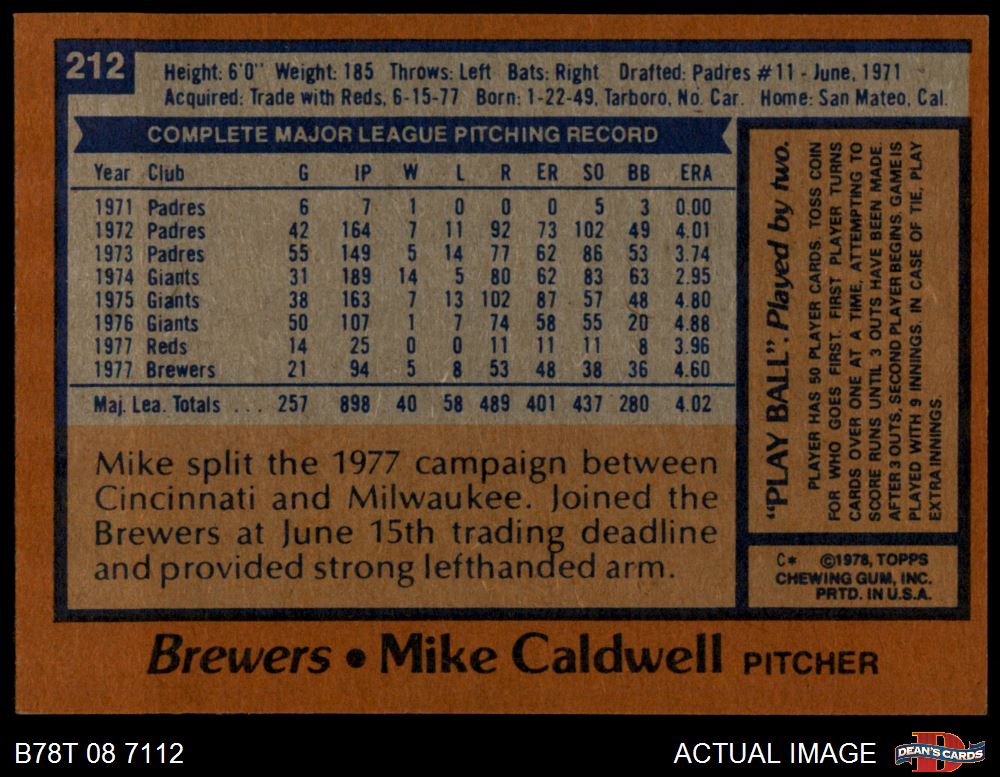 212
Height: 6'0" Weight: 185 Throws: Left Bats: Right Drafted: Padres #11 - June, 1971
Acquired: Trade with Reds, 6-15-77 Born: 1-22-49, Tarboro, No. Car. Home: San Mateo, Cal.
COMPLETE MAJOR LEAGUE PITCHING RECORD
Year Club G IP W L R ER SO BB ERA
1971 Padres 6 7 1 0 0 0 5 3 0.00
1972 Padres 42 164 7 11 92 73 102 49 4.01
1973 Padres 55 149 5 14 77 62 86 53 3.74
1974 Giants 31 189 14 5 80 62 83 63 2.95
1975 Giants 38 163 7 13 102 87 57 48 4.80
1976 Giants 50 107 1 7 74 58 55 20 4.88
1977 Reds 14 25 0 0 11 11 11 8 3.96
1977 Brewers 21 94 5 8 53 48 38 36 4.60
Maj. Lea. Totals ... 257 898 40 58 489 401 437 280 4.02
Mike split the 1977 campaign between
Cincinnati and Milwaukee. Joined the
Brewers at June 15th trading deadline
and provided strong lefthanded arm.
"PLAY BALL". Played by two.
PLAYER HAS 50 PLAYER CARDS. TOSS COIN
FOR WHO GOES FIRST. FIRST PLAYER TURNS
CARDS OVER ONE AT A TIME, ATTEMPTING TO
SCORE RUNS UNTIL 3 OUTS HAVE BEEN MADE.
AFTER 3 OUTS, SECOND PLAYER BEGINS. GAME IS
PLAYED WITH 9 INNINGS. IN CASE OF TIE, PLAY
EXTRA INNINGS.
C* ©1978, TOPPS
CHEWING GUM, INC.
PRTD. IN U.S.A.
Brewers • Mike Caldwell PITCHER
B78T 08 7112
ACTUAL IMAGE
D
DEAN'S CARDS